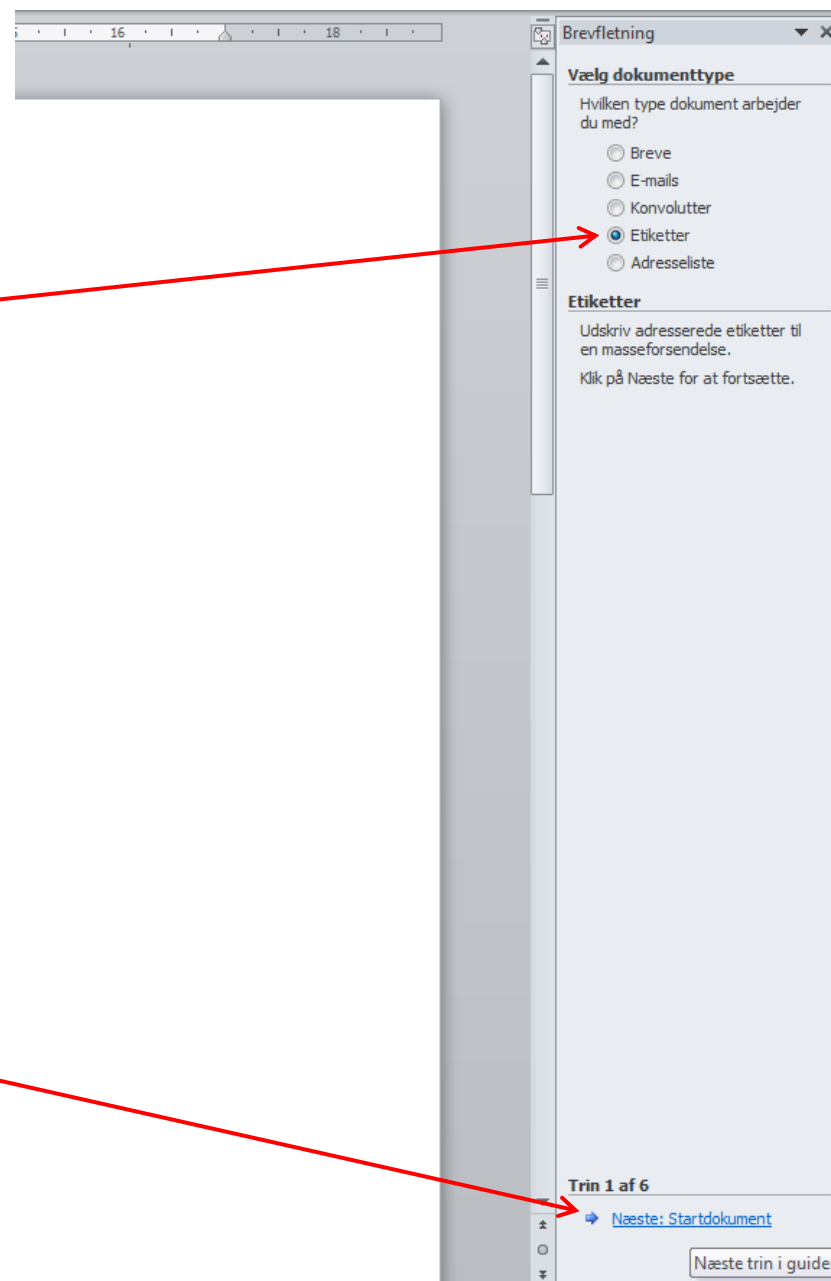 16 18
Brevfletning
Vælg dokumenttype
Hvilken type dokument arbejder
du med?
Breve
E-mails
Konvolutter
Etiketter
Adresseliste
Etiketter
Udskriv adresserede etiketter til
en masseforsendelse.
Klik på Næste for at fortsætte.
Trin 1 af 6
Næste: Startdokument
Næste trin i guide